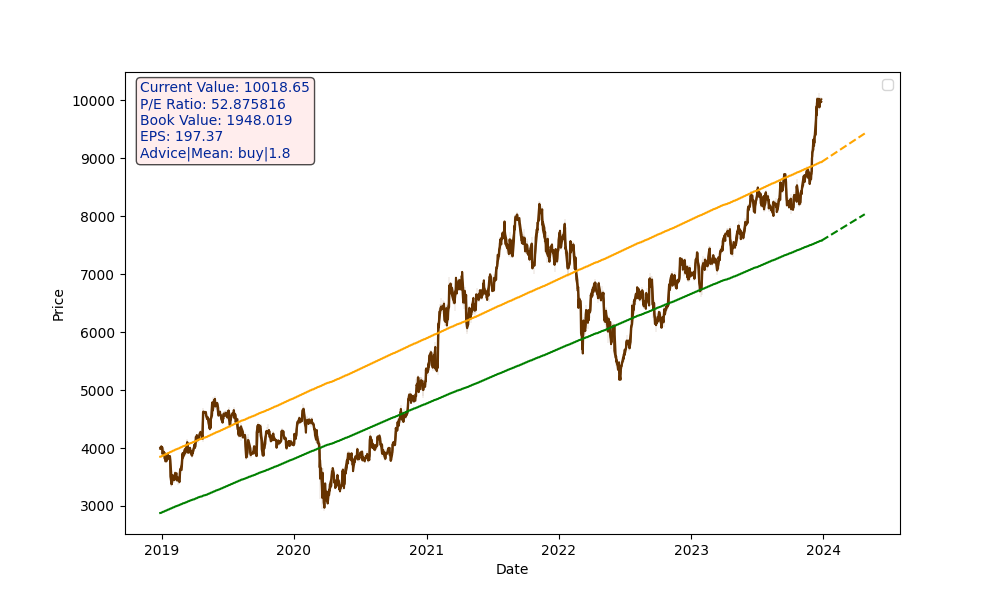 Current Value: 10018.65
P/E Ratio: 52.875816
Book Value: 1948.019
EPS: 197.37
Advice|Mean: buy|1.8
10000
9000
8000
7000
6000
5000
4000
3000
Price
2019 2020 2021 2022 2023 2024
Date